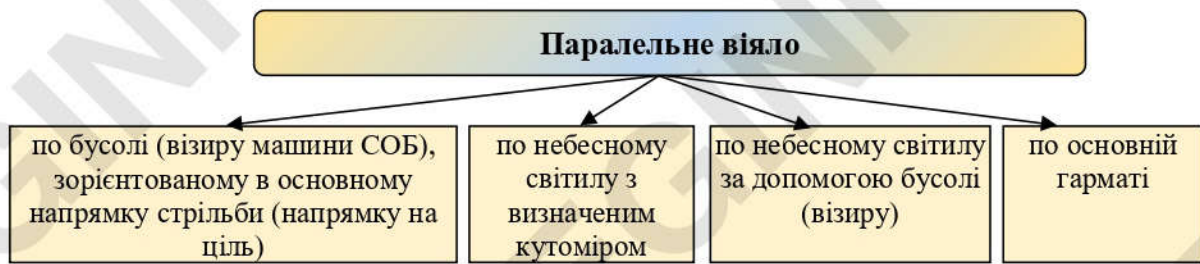 Паралельне віяло
по бусолі (візиру машини СОБ),
зорієнтованому в основному
напрямку стрільби (напрямку на
ціль)
по небесному
світилу з
визначеним
кутоміром
по небесному світилу
за допомогою бусолі
(візиру)
по основній
гарматі